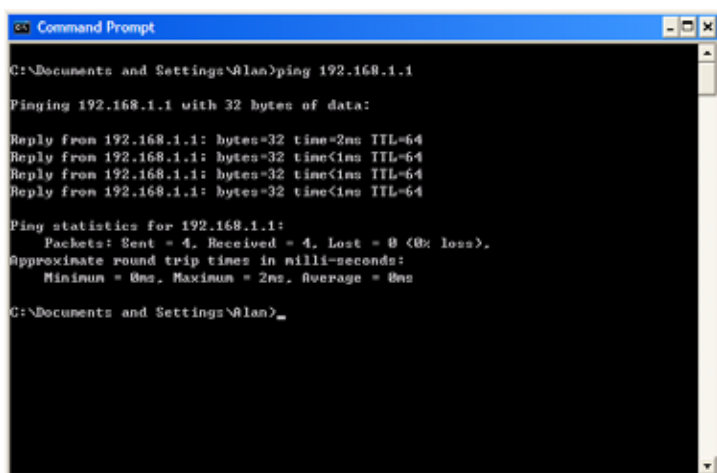 Command Prompt
C:\Documents and Settings\Alan>ping 192.168.1.1
Pinging 192.168.1.1 with 32 bytes of data:
Reply from 192.168.1.1: bytes=32 time=2ms TTL=64
Reply from 192.168.1.1: bytes=32 time<1ms TTL=64
Reply from 192.168.1.1: bytes=32 time<1ms TTL=64
Reply from 192.168.1.1: bytes=32 time<1ms TTL=64
Ping statistics for 192.168.1.1:
Packets: Sent = 4, Received = 4, Lost = 0 (0% loss),
Approximate round trip times in milli-seconds:
Minimum = 0ms, Maximum = 2ms, Average = 0ms
C:\Documents and Settings\Alan>_